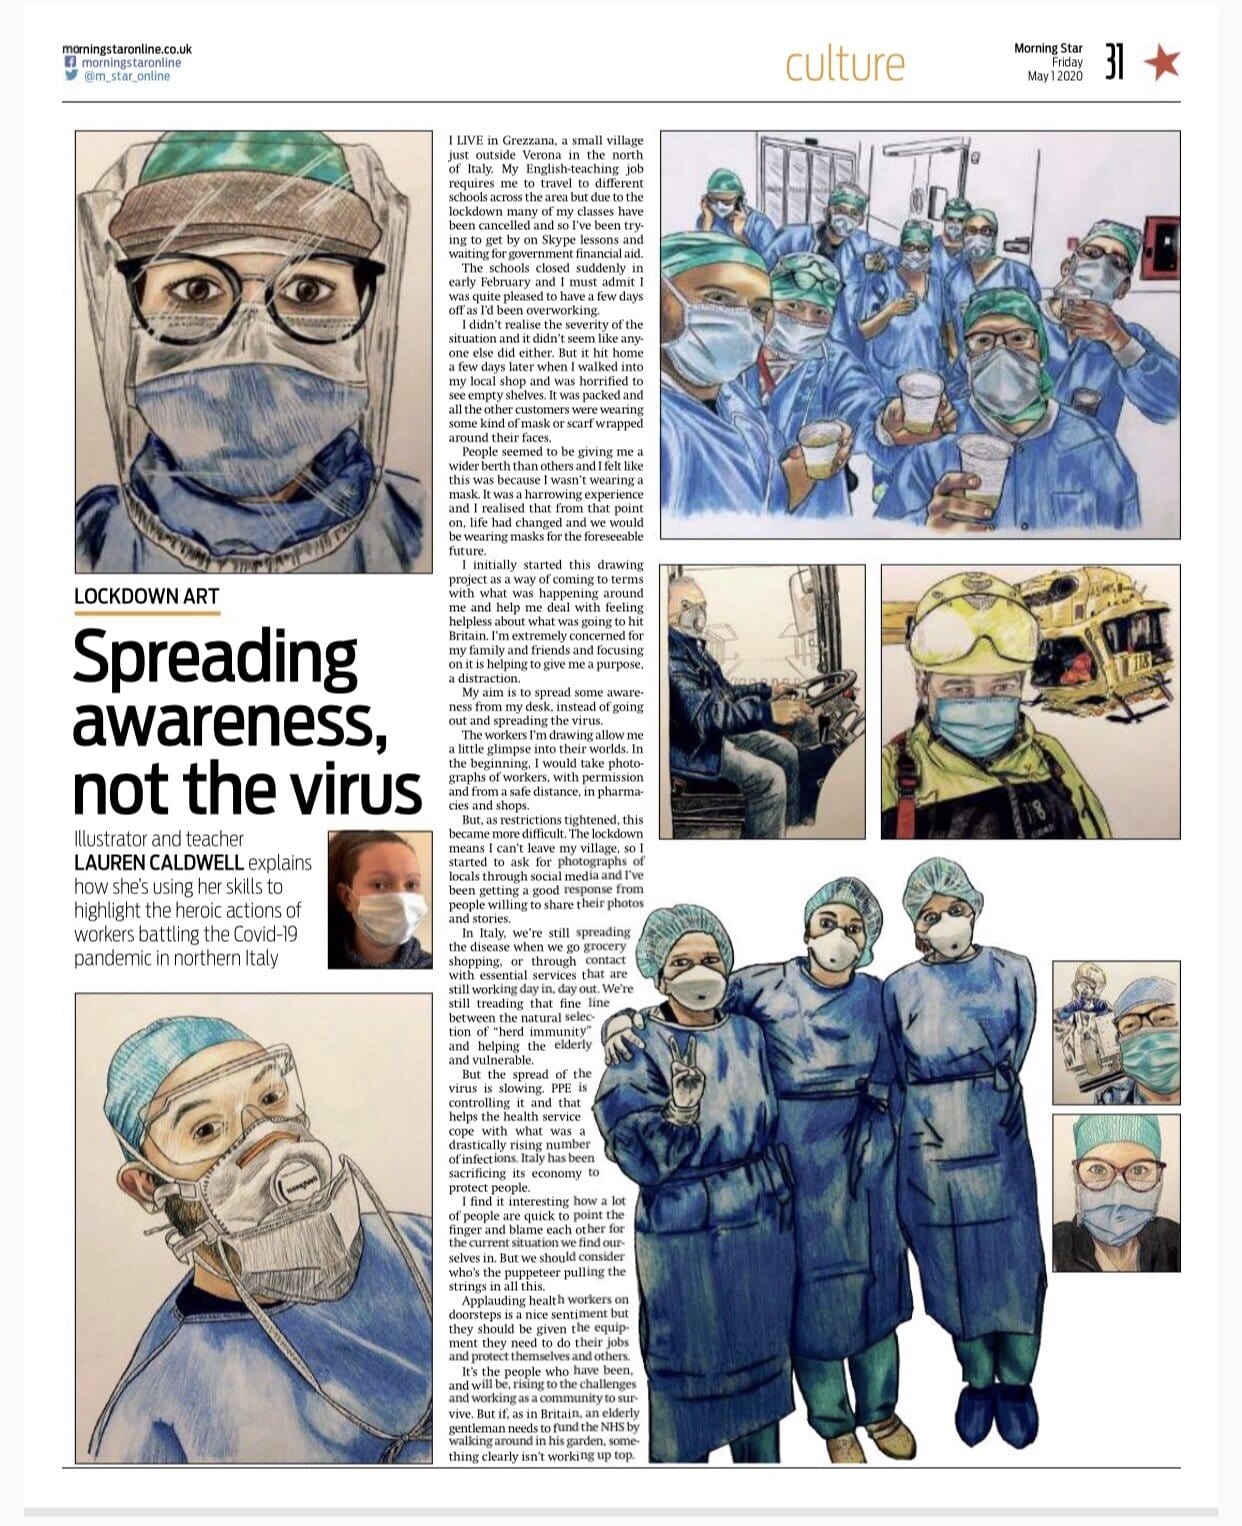 morningstaronline.co.uk
morningstaronline
@m_star_online
culture
Morning Star
Friday
May 1 2020
31
LOCKDOWN ART
Spreading
awareness,
not the virus
Illustrator and teacher
LAUREN CALDWELL explains
how she's using her skills to
highlight the heroic actions of
workers battling the Covid-19
pandemic in northern Italy
I LIVE in Grezzana, a small village
just outside Verona in the north
of Italy. My English-teaching job
requires me to travel to different
schools across the area but due to the
lockdown many of my classes have
been cancelled and so I've been try-
ing to get by on Skype lessons and
waiting for government financial aid.
The schools closed suddenly in
early February and I must admit I
was quite pleased to have a few days
off as I'd been overworking.
I didn't realise the severity of the
situation and it didn't seem like any-
one else did either. But it hit home
a few days later when I walked into
my local shop and was horrified to
see empty shelves. It was packed and
all the other customers were wearing
some kind of mask or scarf wrapped
around their faces.
People seemed to be giving me a
wider berth than others and I felt like
this was because I wasn't wearing a
mask. It was a harrowing experience
and I realised that from that point
on, life had changed and we would
be wearing masks for the foreseeable
future.
I initially started this drawing
project as a way of coming to terms
with what was happening around
me and help me deal with feeling
helpless about what was going to hit
Britain. I'm extremely concerned for
my family and friends and focusing
on it is helping to give me a purpose,
a distraction.
My aim is to spread some aware-
ness from my desk, instead of going
out and spreading the virus.
The workers I'm drawing allow me
a little glimpse into their worlds. In
the beginning, I would take photo-
graphs of workers, with permission
and from a safe distance, in pharma-
cies and shops.
But, as restrictions tightened, this
became more difficult. The lockdown
means I can't leave my village, so I
started to ask for photographs of
locals through social media and I've
been getting a good response from
people willing to share their photos
and stories.
In Italy, we're still spreading
the disease when we go grocery
shopping, or through contact
with essential services that are
still working day in, day out. We're
still treading that fine line
between the natural selec-
tion of "herd immunity"
and helping the elderly
and vulnerable.
But the spread of the
virus is slowing. PPE is
controlling it and that
helps the health service
cope with what was a
drastically rising number
of infections. Italy has been
sacrificing its economy to
protect people.
I find it interesting how a lot
of people are quick to point the
finger and blame each other for
the current situation we find our-
selves in. But we should consider
who's the puppeteer pulling the
strings in all this.
Applauding health workers on
doorsteps is a nice sentiment but
they should be given the equip-
ment they need to do their jobs
and protect themselves and others.
It's the people who have been,
and will be, rising to the challenges
and working as a community to sur-
vive. But if, as in Britain, an elderly
gentleman needs to fund the NHS by
walking around in his garden, some-
thing clearly isn't working up top.
118
118